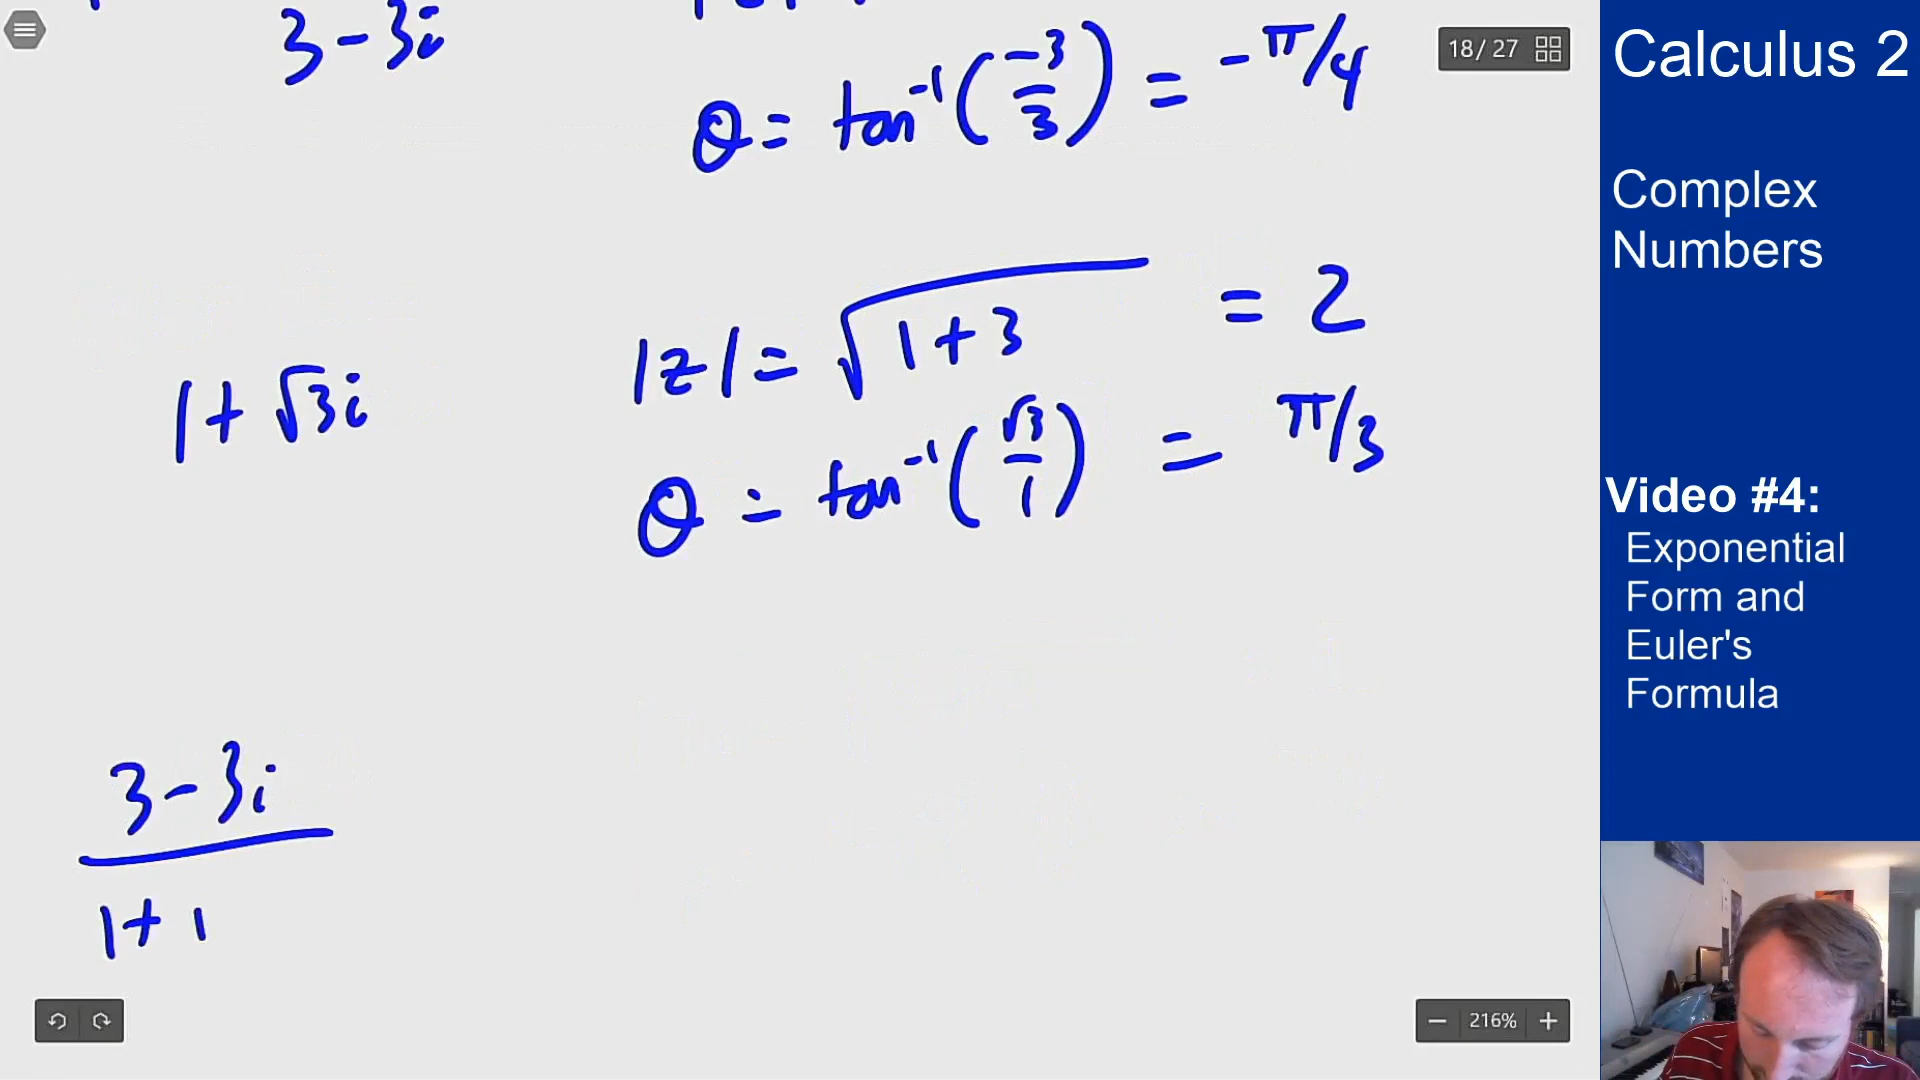 3 - 3i
θ = tan⁻¹(-3/3) = -π/4
|z| = √(1 + 3) = 2
1 + √3i
θ = tan⁻¹(√3/1) = π/3
3 - 3i
1 +
18 / 27
216%
Calculus 2
Complex
Numbers
Video #4:
Exponential
Form and
Euler's
Formula